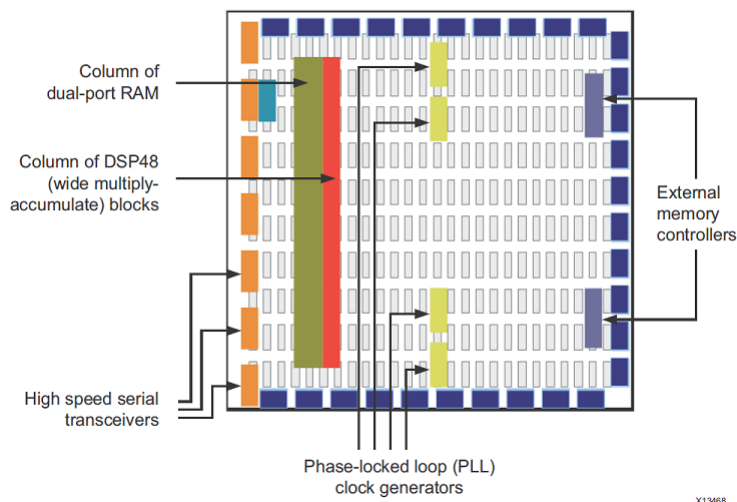 Column of
dual-port RAM
Column of DSP48
(wide multiply-
accumulate) blocks
External
memory
controllers
High speed serial
transceivers
Phase-locked loop (PLL)
clock generators
X13468